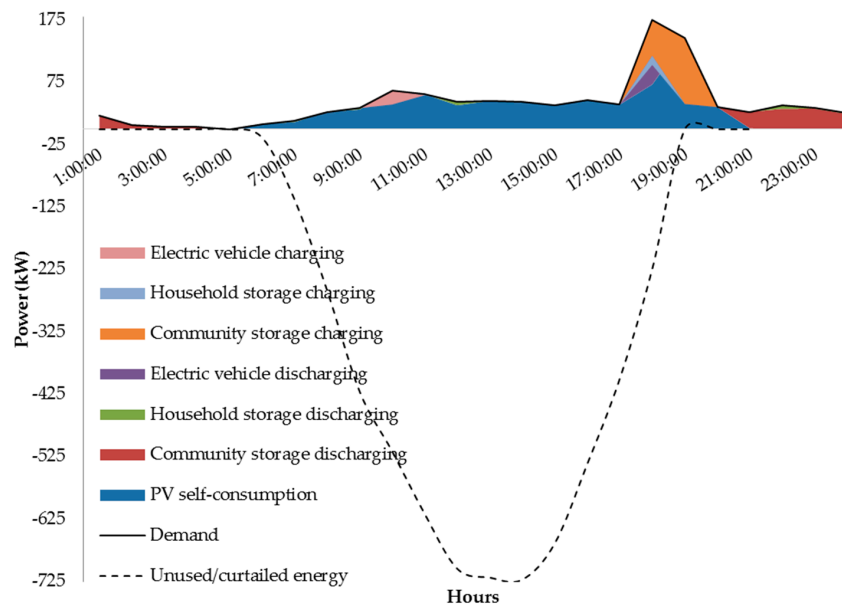 175
75
-25
-125
-225
-325
-425
-525
-625
-725
Power(kW)
1:00:00
3:00:00
5:00:00
7:00:00
9:00:00
11:00:00
13:00:00
15:00:00
17:00:00
19:00:00
21:00:00
23:00:00
Electric vehicle charging
Household storage charging
Community storage charging
Electric vehicle discharging
Household storage discharging
Community storage discharging
PV self-consumption
Demand
Unused/curtailed energy
Hours